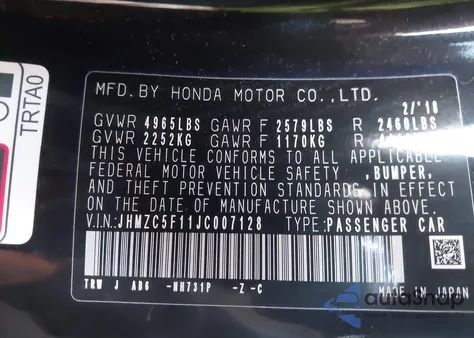 TRTA0
MFD. BY HONDA MOTOR CO., LTD.
2/'18
GVWR 4965LBS GAWR F 2579LBS R 2460LBS
GVWR 2252KG GAWR F 1170KG R
THIS VEHICLE CONFORMS TO ALL APPLICABLE
FEDERAL MOTOR VEHICLE SAFETY ,BUMPER,
AND THEFT PREVENTION STANDARDS IN EFFECT
ON THE DATE OF MANUFACTURE SHOWN ABOVE.
V.I.N:JHMZC5F11JC007128 TYPE:PASSENGER CAR
TRW J AB6 -NH731P -Z -C
MADE IN JAPAN
autosnap